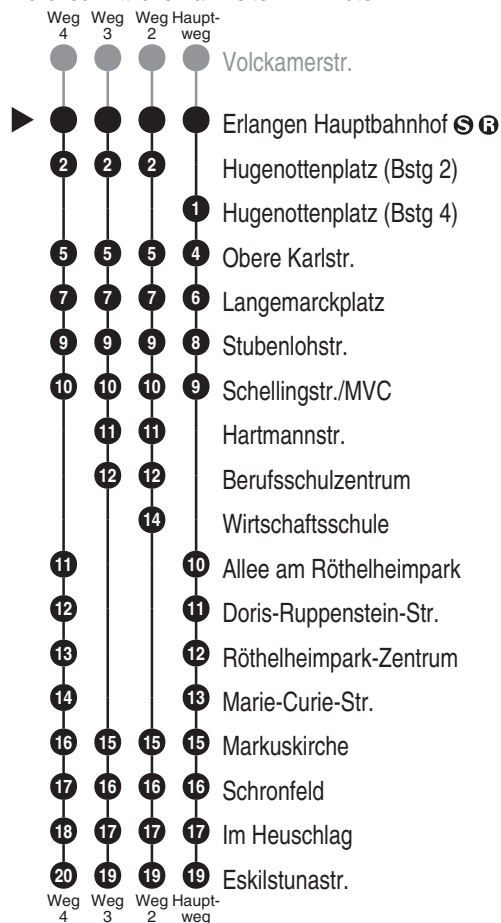 Weg Weg Weg Haupt-
4 3 2 weg
Volckamerstr.
Erlangen Hauptbahnhof S R
2 2 2 Hugenottenplatz (Bstg 2)
1 Hugenottenplatz (Bstg 4)
5 5 5 4 Obere Karlstr.
7 7 7 6 Langemarckplatz
9 9 9 8 Stubenlohstr.
10 10 10 9 Schellingstr./MVC
11 11 Hartmannstr.
12 12 Berufsschulzentrum
14 Wirtschaftsschule
11 10 Allee am Röthelheimpark
12 11 Doris-Ruppenstein-Str.
13 12 Röthelheimpark-Zentrum
14 13 Marie-Curie-Str.
16 15 15 15 Markuskirche
17 16 16 16 Schronfeld
18 17 17 17 Im Heuschlag
20 19 19 19 Eskilstunastr.
Weg Weg Weg Haupt-
4 3 2 weg